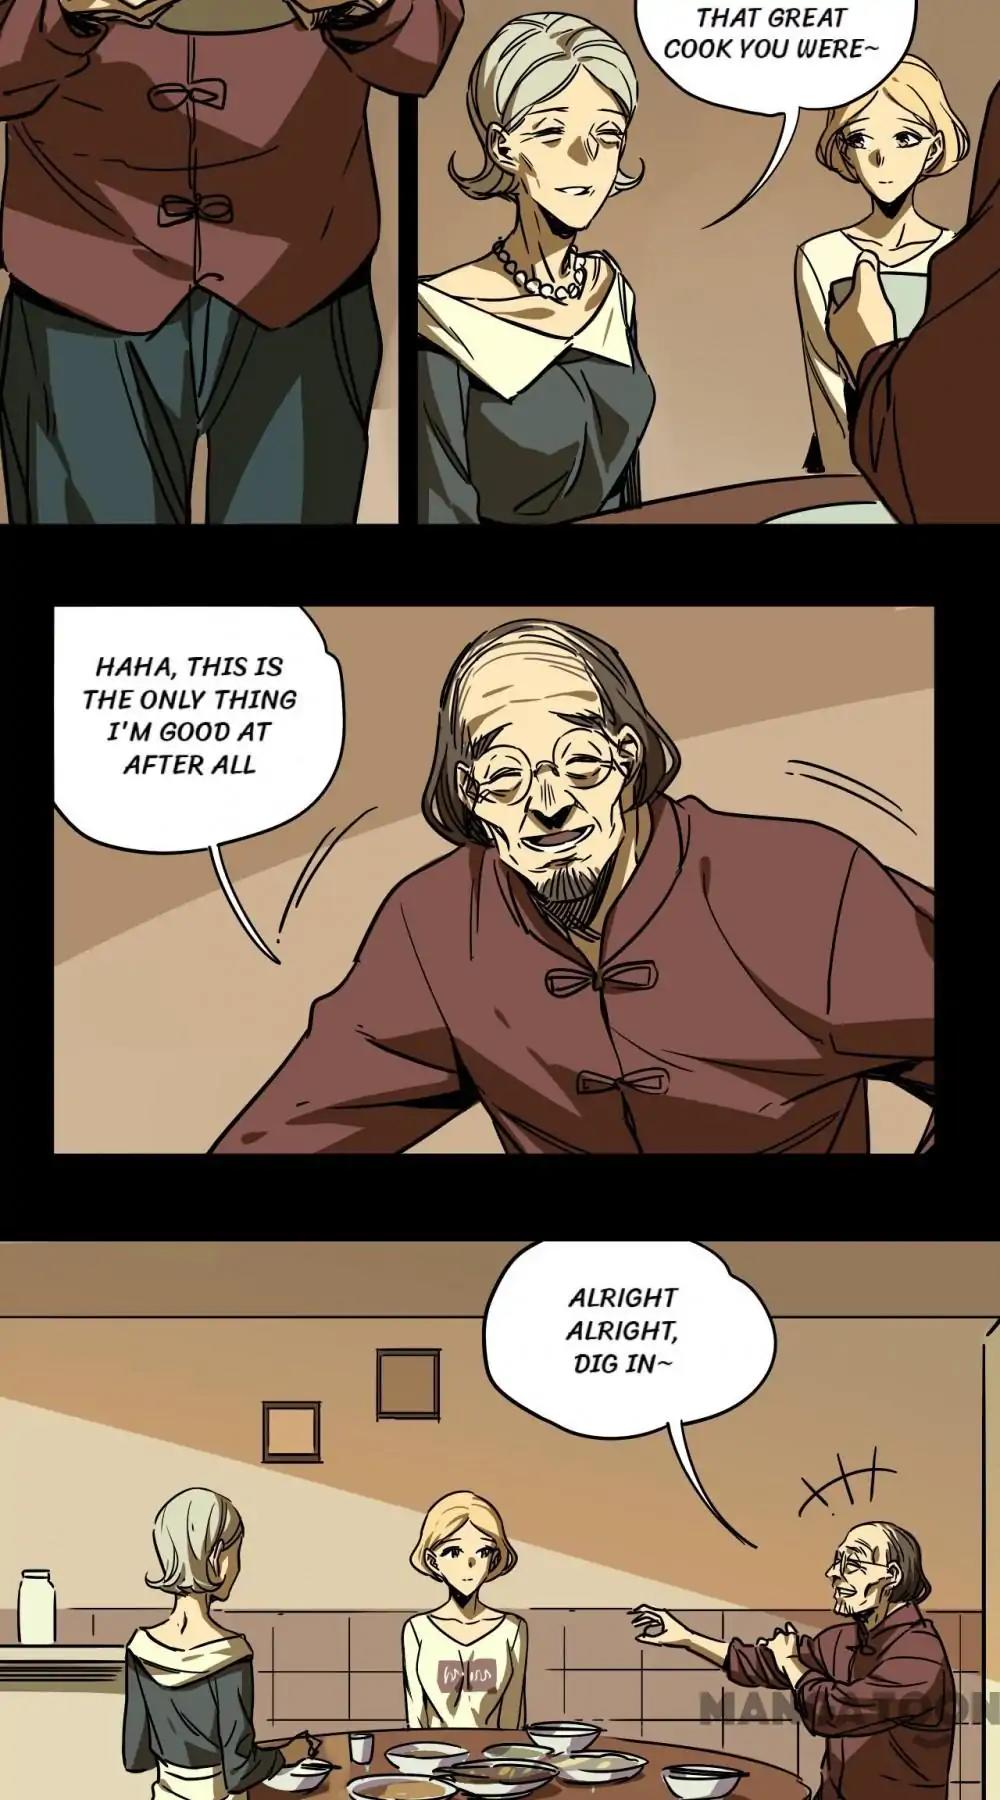 THAT GREAT
COOK YOU WERE~
HAHA, THIS IS
THE ONLY THING
I'M GOOD AT
AFTER ALL
ALRIGHT
ALRIGHT,
DIG IN~
MANGATOON